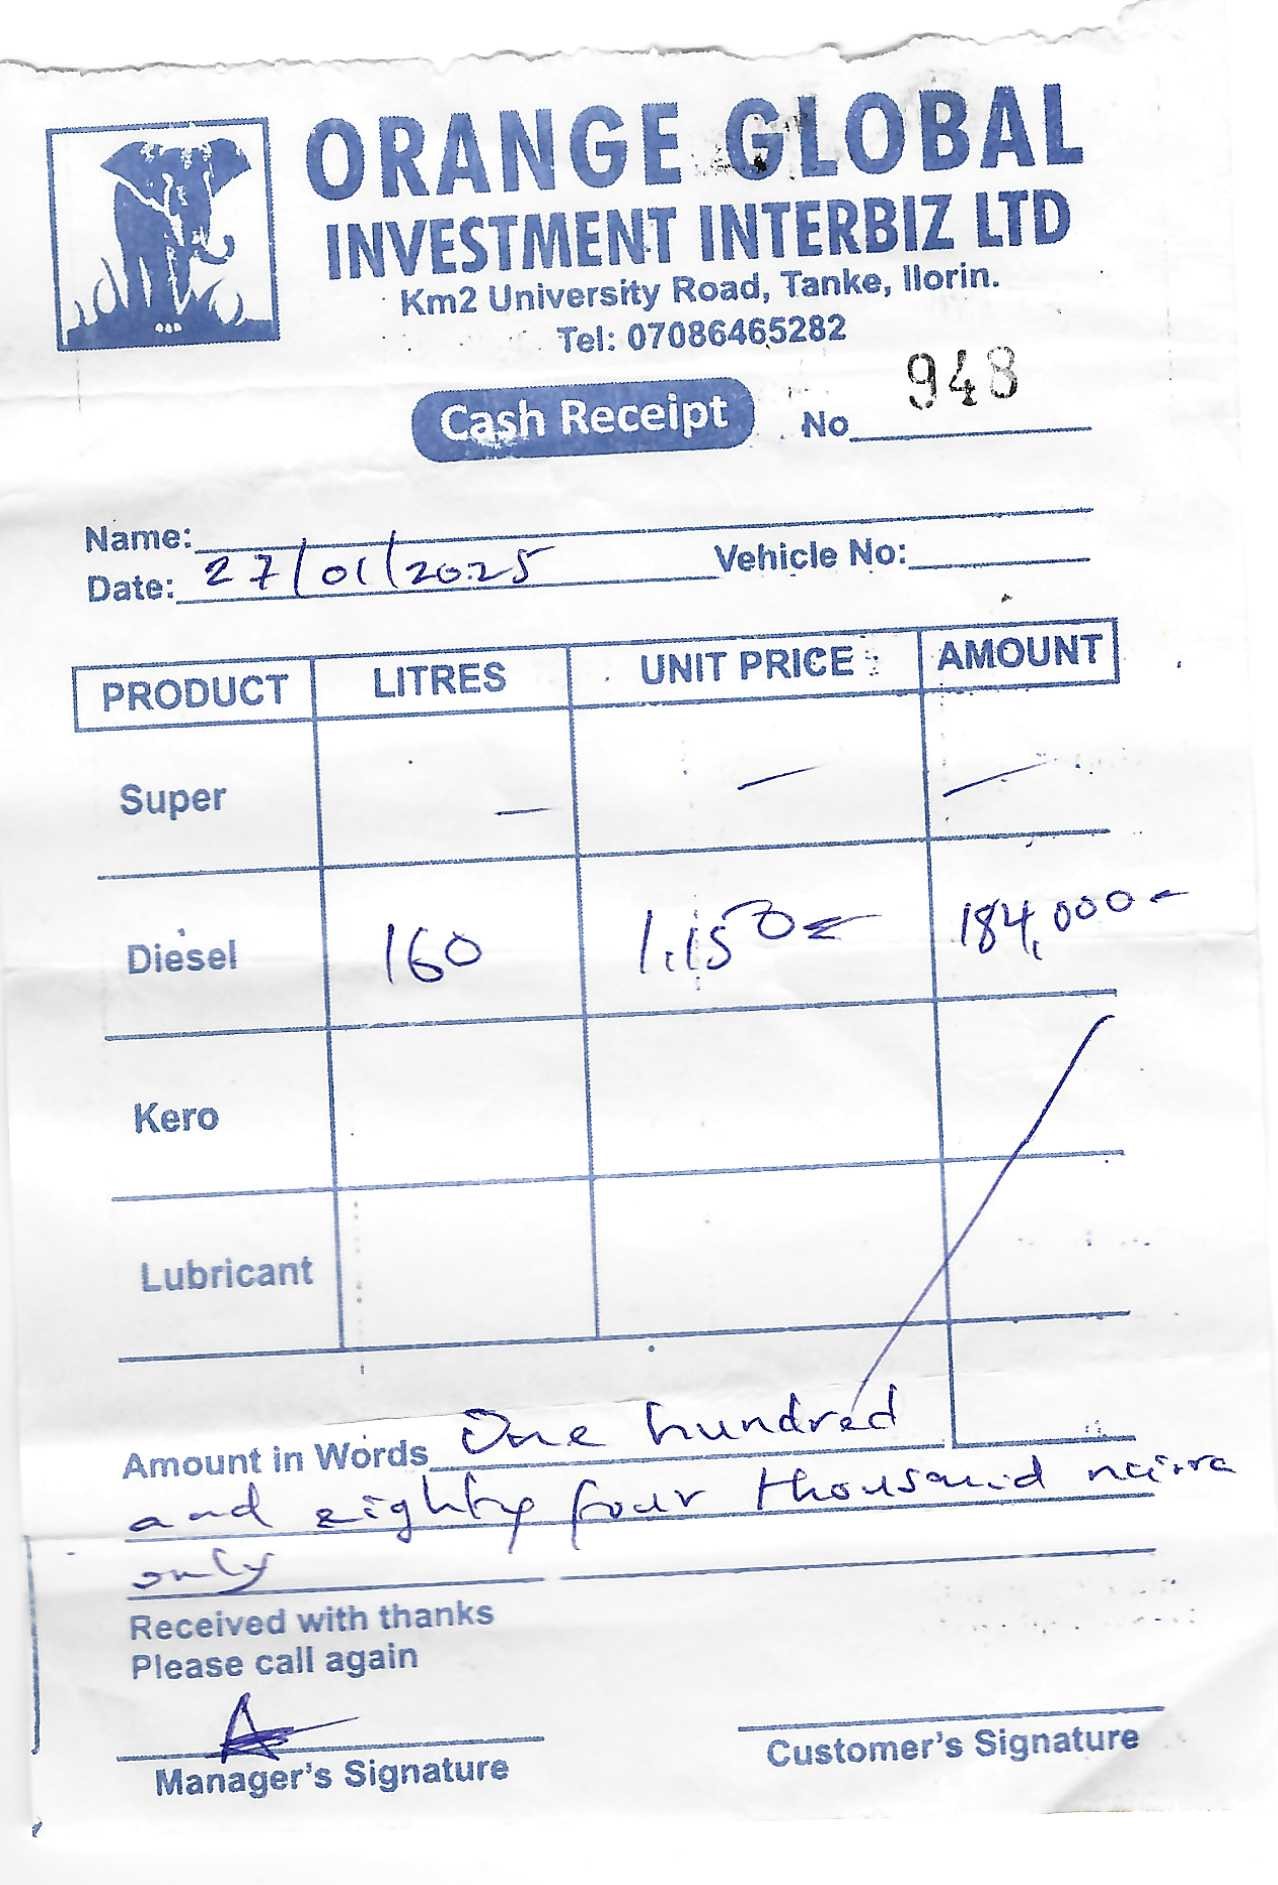 ORANGE GLOBAL
INVESTMENT INTERBIZ LTD
Km2 University Road, Tanke, Ilorin.
Tel: 07086465282
Cash Receipt No 948
Name:
Date: 27/01/2025 Vehicle No:
PRODUCT LITRES UNIT PRICE AMOUNT
Super — — —
Diesel 160 1,150= 184,000=
Kero
Lubricant
Amount in Words One hundred
and eighty four thousand naira
only
Received with thanks
Please call again
Manager's Signature Customer's Signature